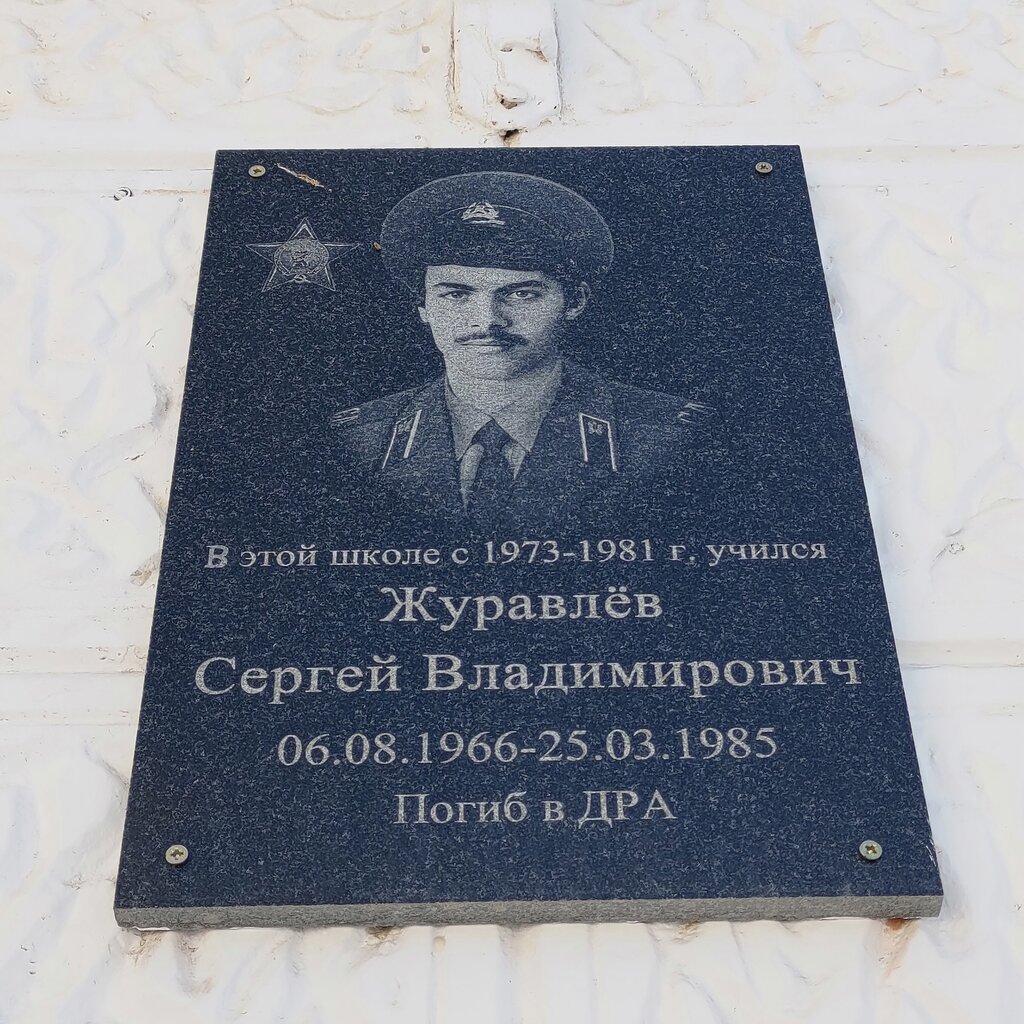 В этой школе с 1973-1981 г. учился
Журавлёв
Сергей Владимирович
06.08.1966-25.03.1985
Погиб в ДРА